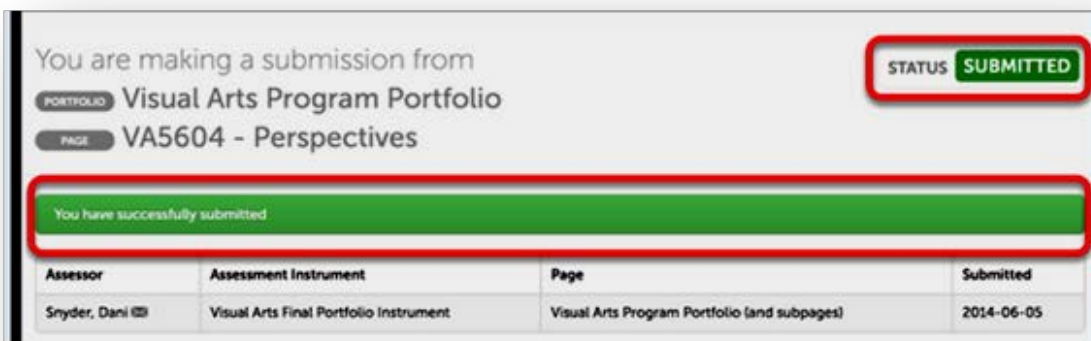 You are making a submission from
STATUS SUBMITTED
PORTFOLIO Visual Arts Program Portfolio
PAGE VA5604 - Perspectives
You have successfully submitted
Assessor Assessment Instrument Page Submitted
Snyder, Dani Visual Arts Final Portfolio Instrument Visual Arts Program Portfolio (and subpages) 2014-06-05